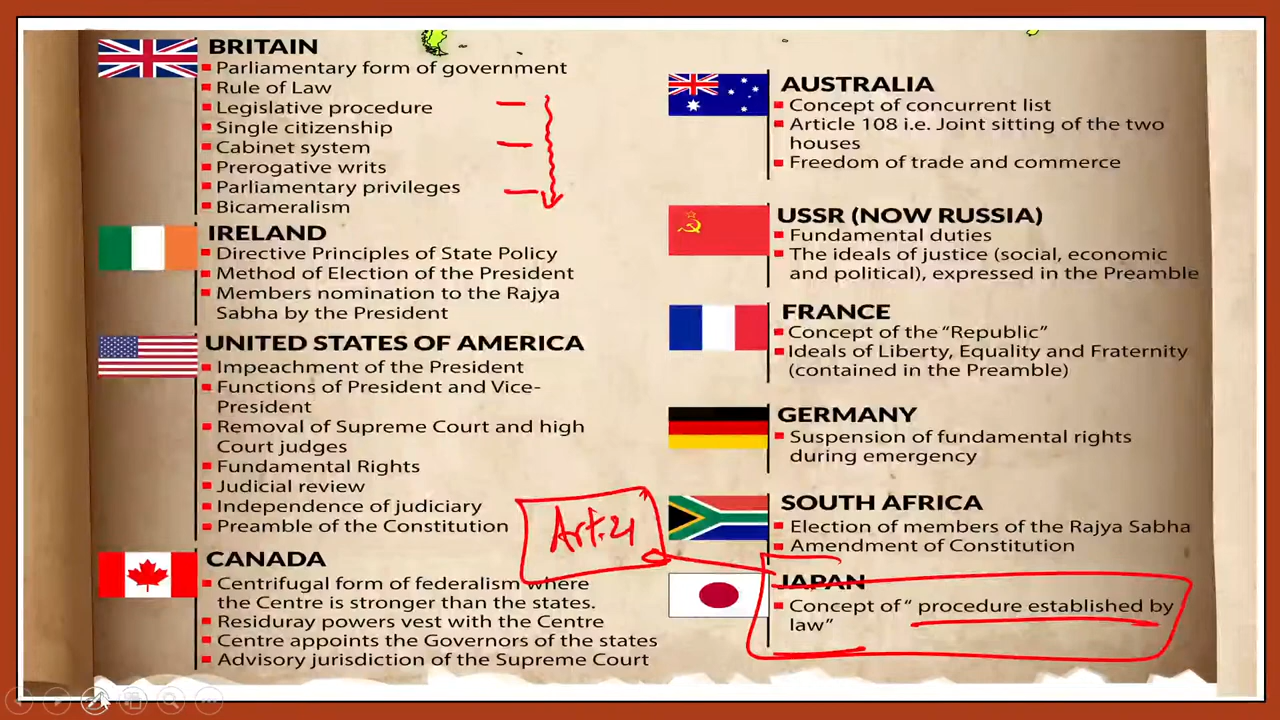 BRITAIN
Parliamentary form of government
Rule of Law
Legislative procedure
Single citizenship
Cabinet system
Prerogative writs
Parliamentary privileges
Bicameralism
IRELAND
Directive Principles of State Policy
Method of Election of the President
Members nomination to the Rajya
Sabha by the President
UNITED STATES OF AMERICA
Impeachment of the President
Functions of President and Vice-
President
Removal of Supreme Court and high
Court judges
Fundamental Rights
Judicial review
Independence of judiciary
Preamble of the Constitution
CANADA
Centrifugal form of federalism where
the Centre is stronger than the states.
Residuray powers vest with the Centre
Centre appoints the Governors of the states
Advisory jurisdiction of the Supreme Court
AUSTRALIA
Concept of concurrent list
Article 108 i.e. Joint sitting of the two
houses
Freedom of trade and commerce
USSR (NOW RUSSIA)
Fundamental duties
The ideals of justice (social, economic
and political), expressed in the Preamble
FRANCE
Concept of the “Republic”
Ideals of Liberty, Equality and Fraternity
(contained in the Preamble)
GERMANY
Suspension of fundamental rights
during emergency
SOUTH AFRICA
Election of members of the Rajya Sabha
Amendment of Constitution
JAPAN
Concept of “ procedure established by
law”
Art. 21